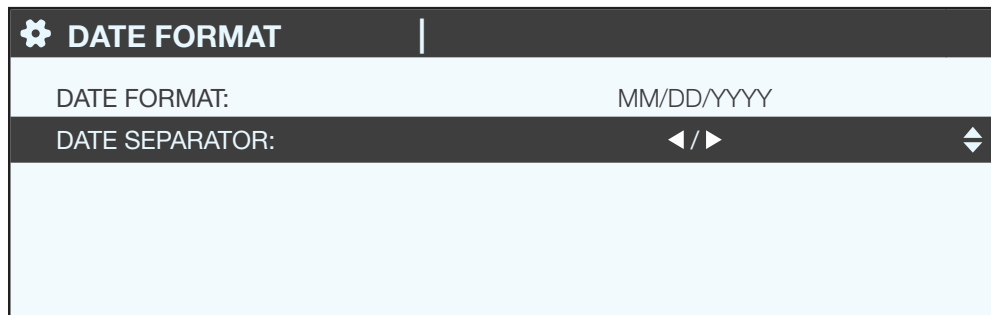 DATE FORMAT
DATE FORMAT: MM/DD/YYYY
DATE SEPARATOR: /